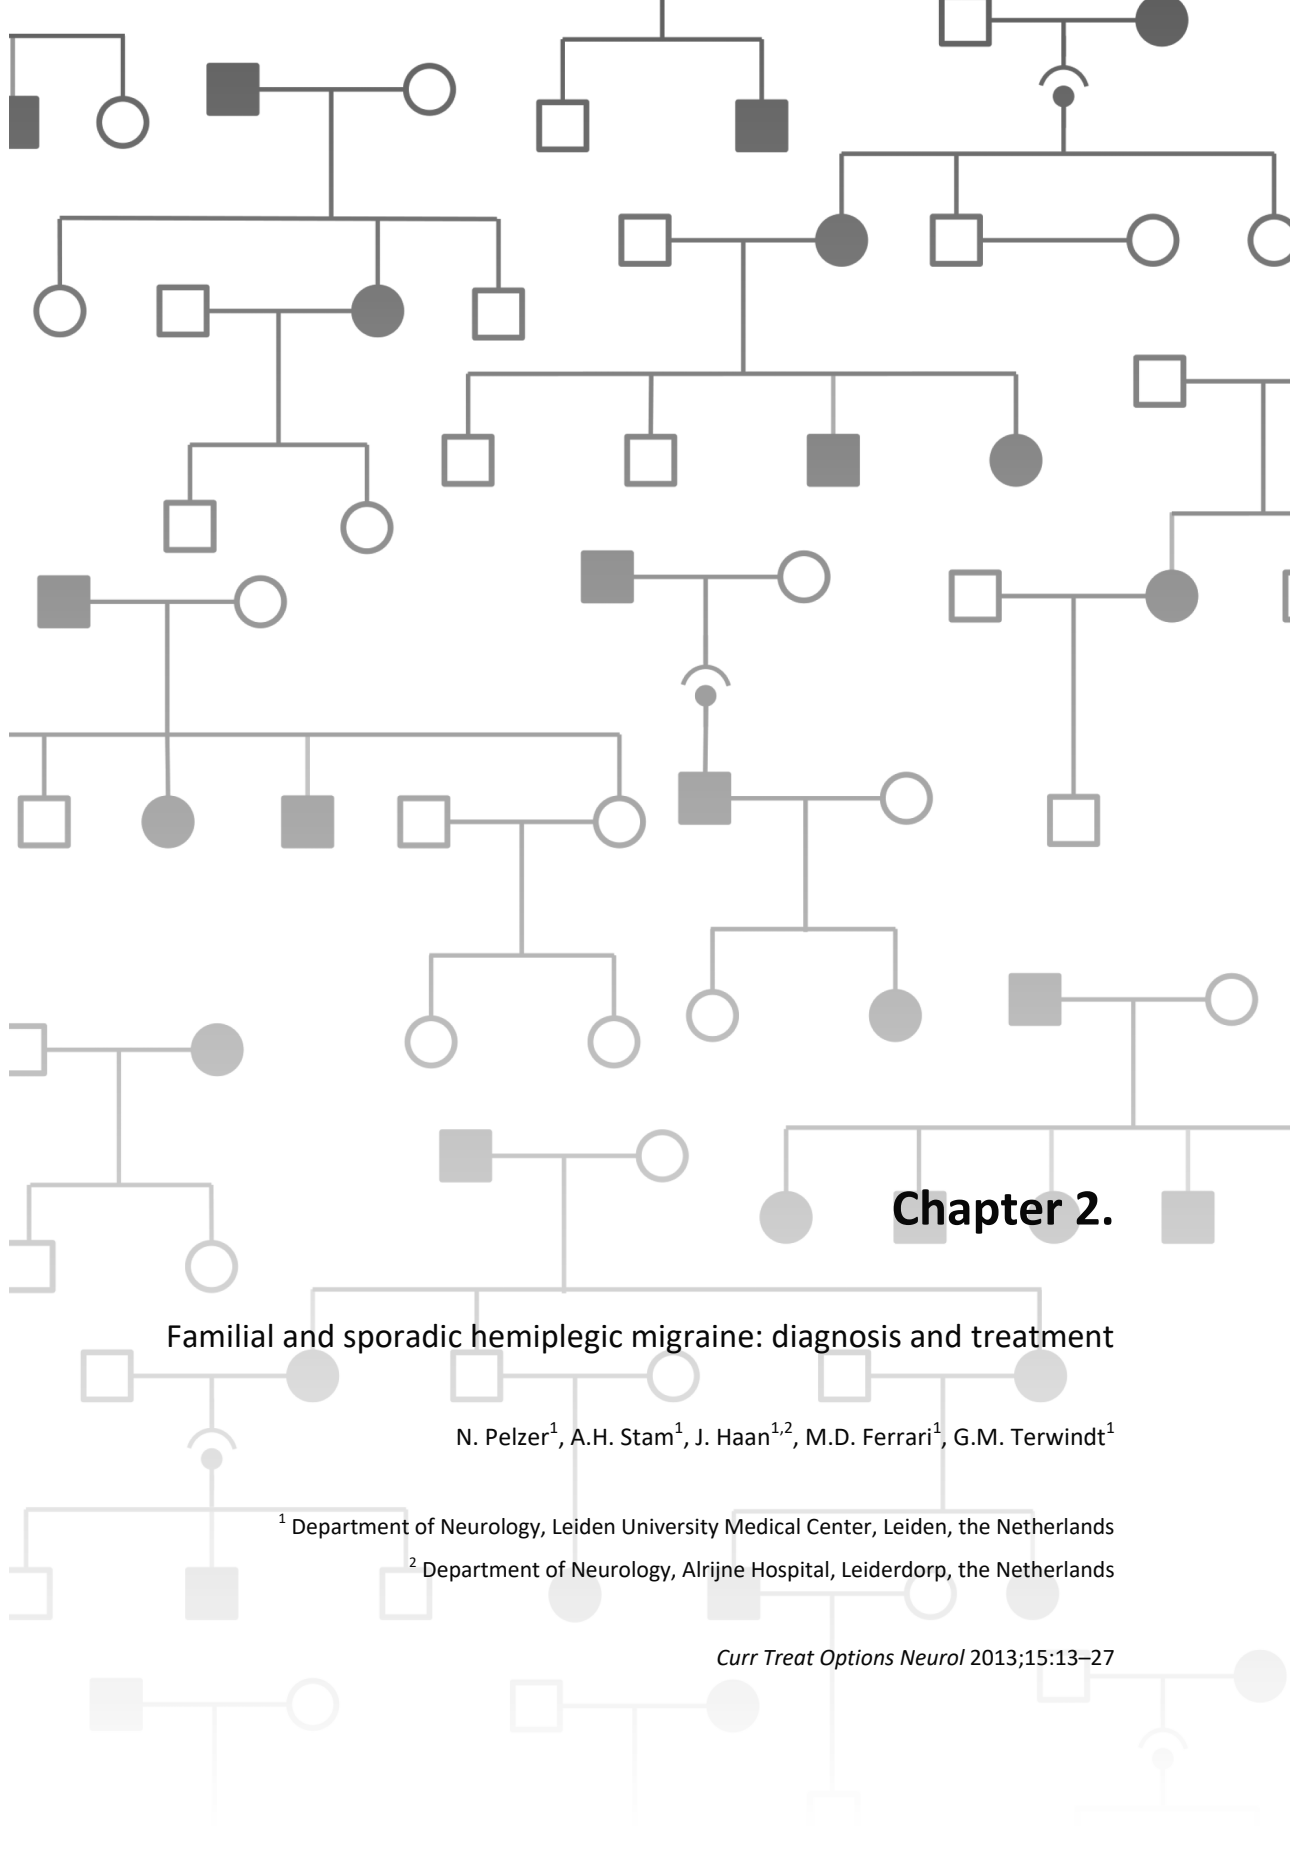 Chapter 2.
Familial and sporadic hemiplegic migraine: diagnosis and treatment
N. Pelzer1, A.H. Stam1, J. Haan1,2, M.D. Ferrari1, G.M. Terwindt1
1 Department of Neurology, Leiden University Medical Center, Leiden, the Netherlands
2 Department of Neurology, Alrijne Hospital, Leiderdorp, the Netherlands
Curr Treat Options Neurol 2013;15:13–27